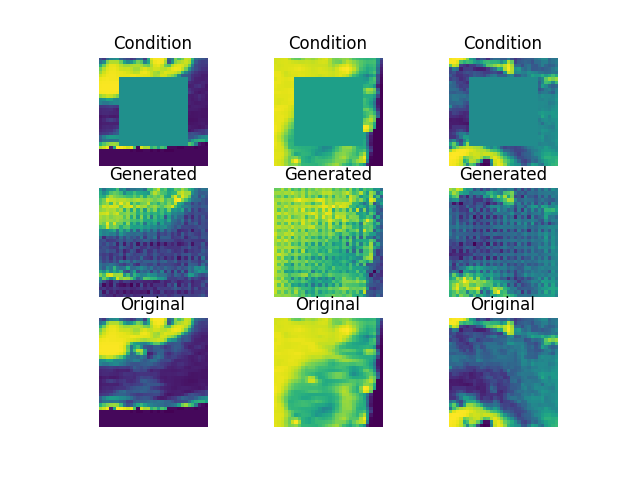 Condition Condition Condition
Generated Generated Generated
Original Original Original